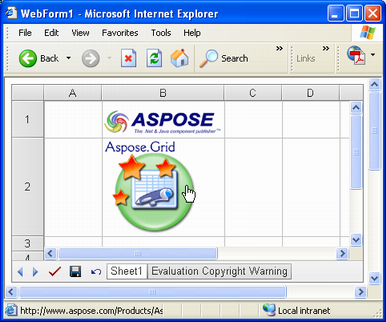 WebForm1 - Microsoft Internet Explorer
File Edit View Favorites Tools Help
Back Search » Links »
A B C D
1 ASPOSE
The .Net & Java component publisher™
Aspose.Grid
2
3
4
Sheet1 Evaluation Copyright Warning
http://www.aspose.com/Products/As Local intranet